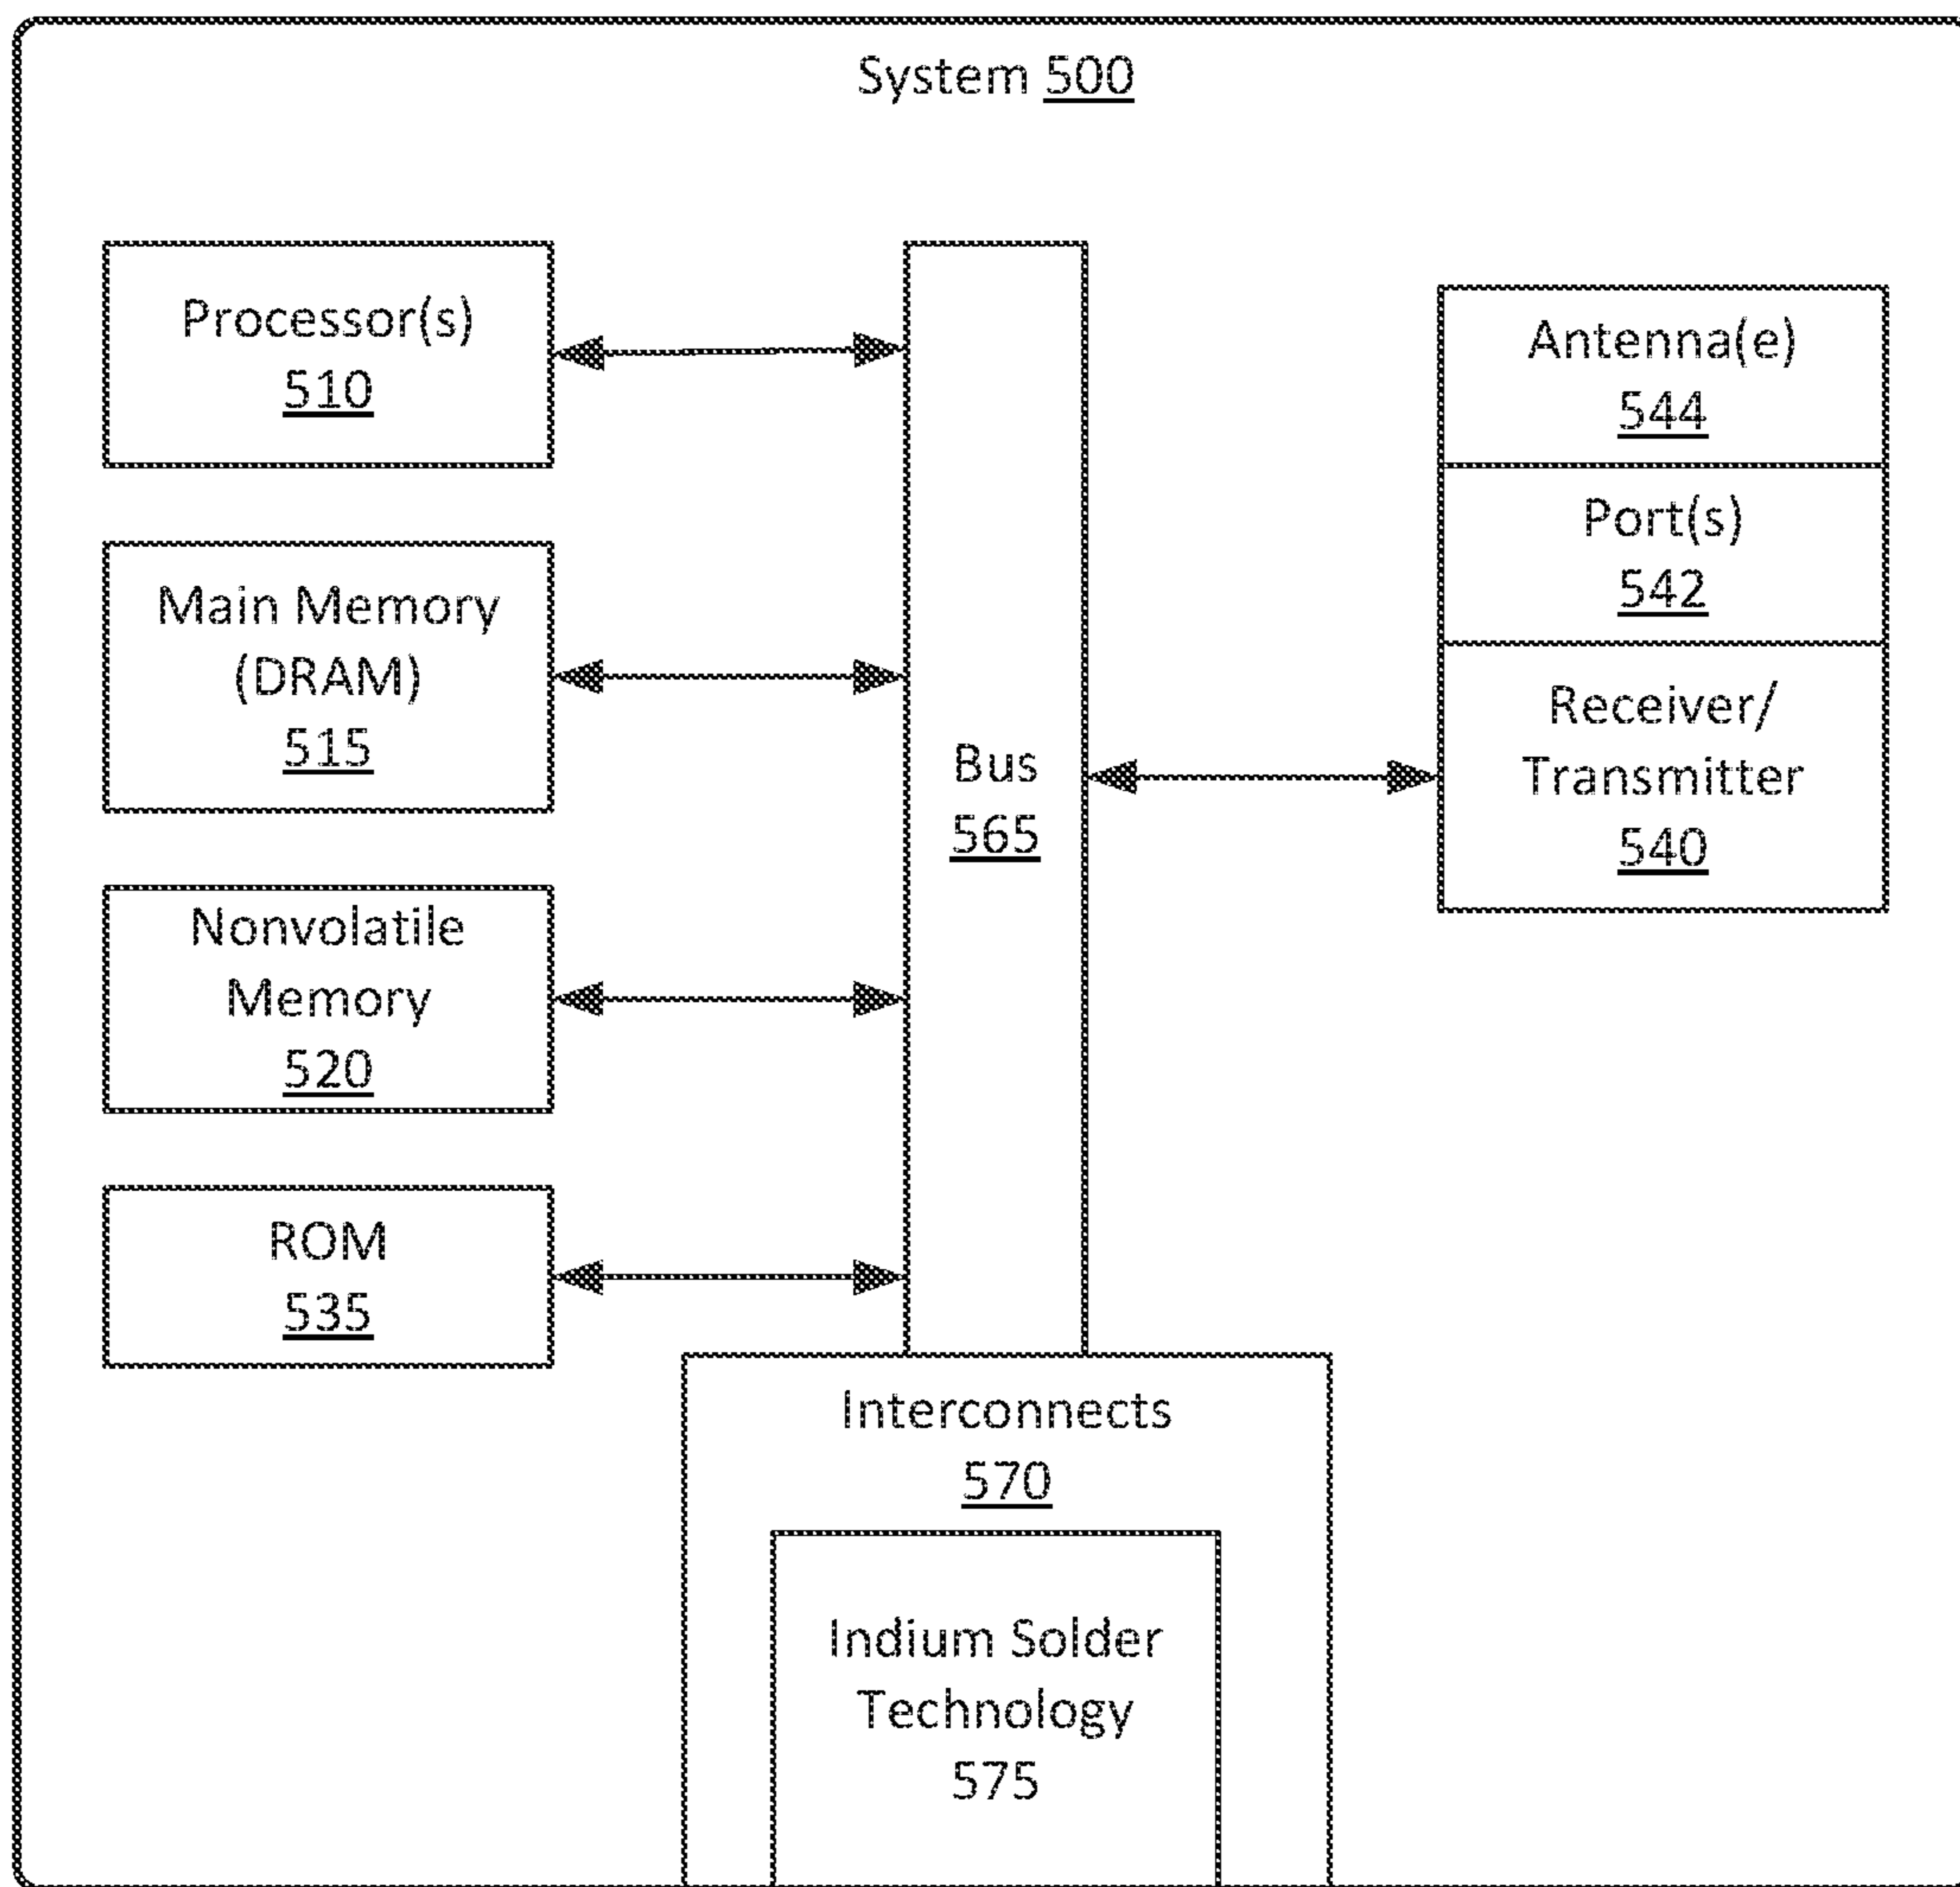 System 500
Processor(s)
510
Main Memory
(DRAM)
515
Nonvolatile
Memory
520
ROM
535
Bus
565
Antenna(e)
544
Port(s)
542
Receiver/
Transmitter
540
Interconnects
570
Indium Solder
Technology
575